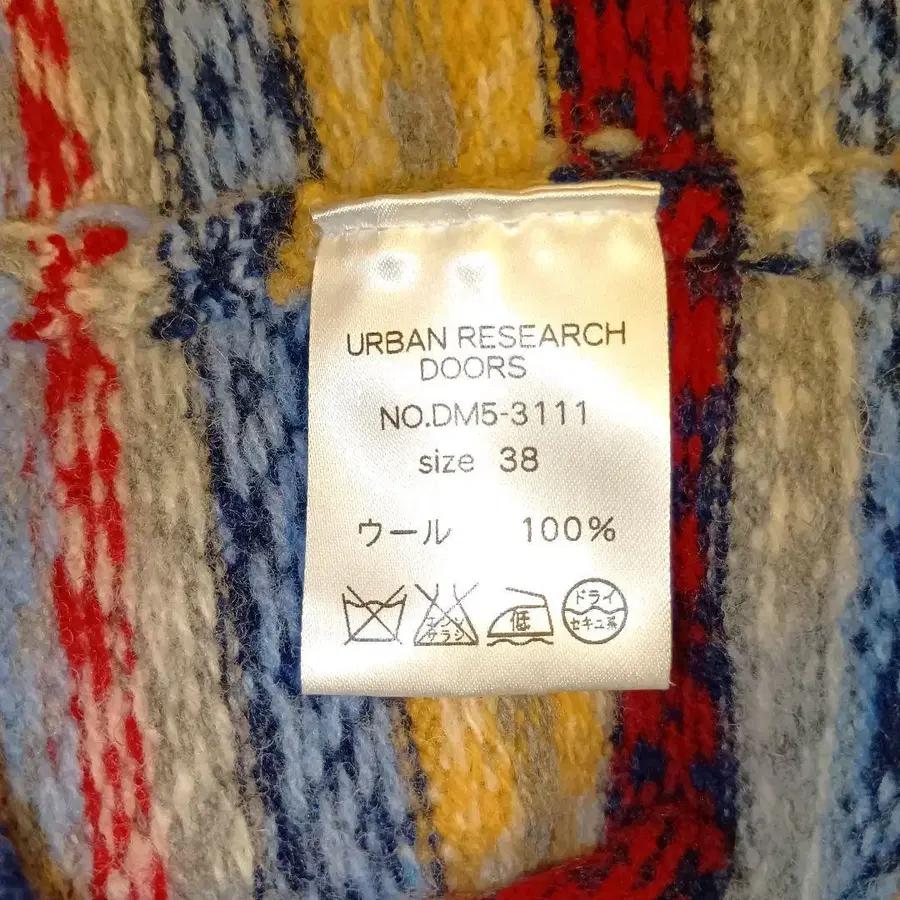 URBAN RESEARCH
DOORS
NO.DM5-3111
size 38
ウール 100%
エンソ
サラシ
低
ドライ
セキユ系